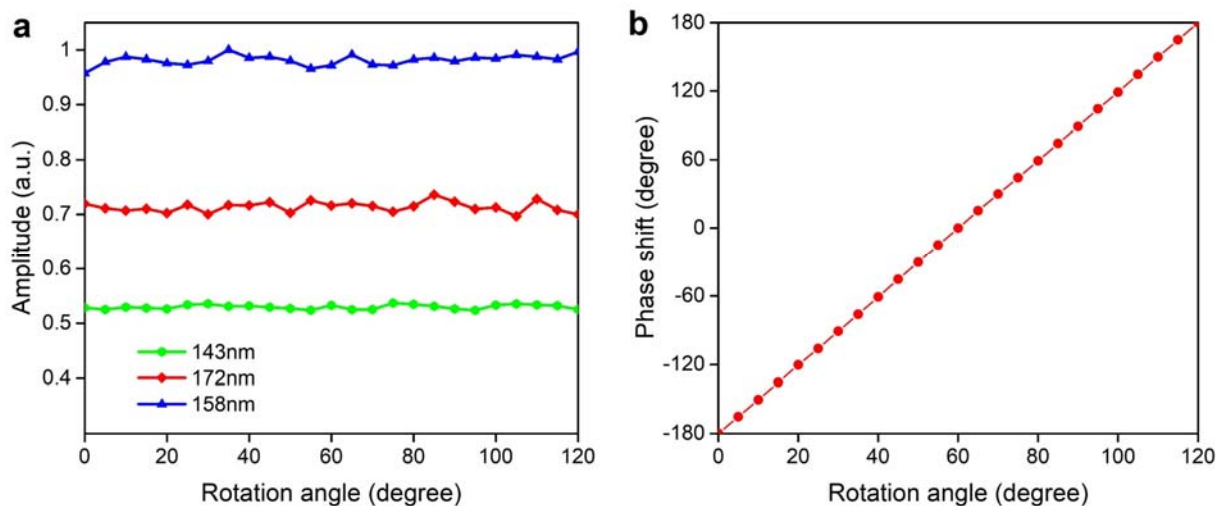 a
1
0.9
0.8
0.7
0.6
0.5
0.4
Amplitude (a.u.)
143nm
172nm
158nm
0 20 40 60 80 100 120
Rotation angle (degree)
b
180
120
60
0
-60
-120
-180
Phase shift (degree)
0 20 40 60 80 100 120
Rotation angle (degree)